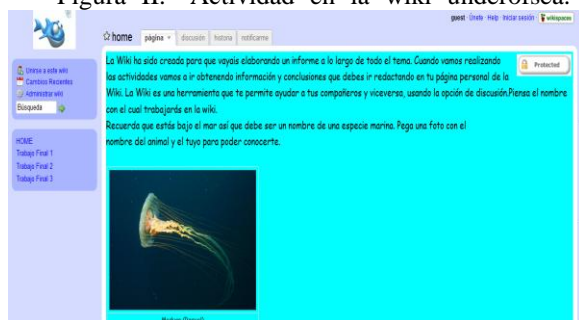 Figura II. Actividad en la wiki underofsea.
guest · Únete · Help · Iniciar sesión · wikispaces
home página discusión historia notificarme
Unirse a este wiki
Cambios Recientes
Administrar wiki
Búsqueda
HOME
Trabajo Final 1
Trabajo Final 2
Trabajo Final 3
Protected
La Wiki ha sido creada para que vayais elaborando un informe a lo largo de todo el tema. Cuando vamos realizando
las actividades vamos a ir obteniendo información y conclusiones que debes ir redactando en tu página personal de la
Wiki. La Wiki es una herramienta que te permite ayudar a tus compañeros y viceversa, usando la opción de discusión.Piensa el nombre
con el cual trabajarás en la wiki.
Recuerda que estás bajo el mar así que debe ser un nombre de una especie marina. Pega una foto con el
nombre del animal y el tuyo para poder conocerte.